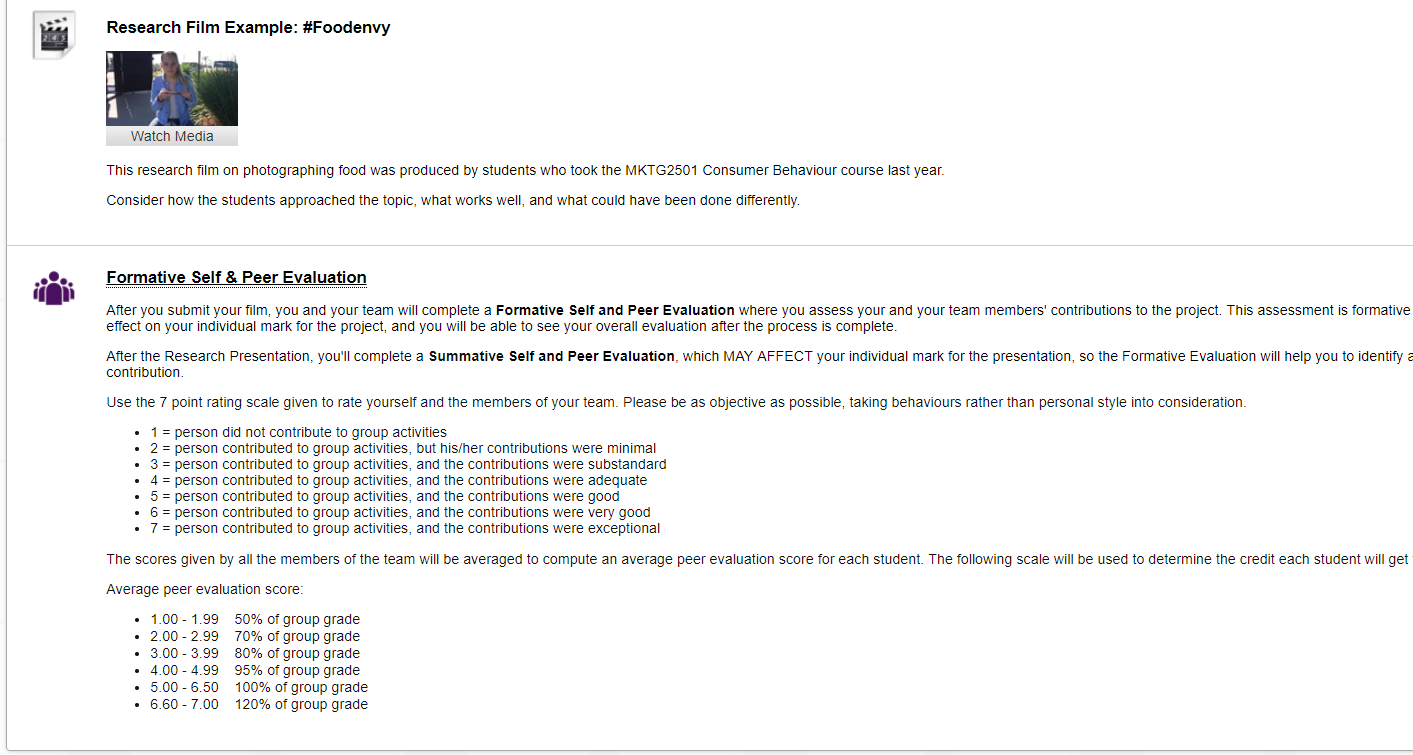 Research Film Example: #Foodenvy
Watch Media
This research film on photographing food was produced by students who took the MKTG2501 Consumer Behaviour course last year.
Consider how the students approached the topic, what works well, and what could have been done differently.
Formative Self & Peer Evaluation
After you submit your film, you and your team will complete a Formative Self and Peer Evaluation where you assess your and your team members' contributions to the project. This assessment is formative
effect on your individual mark for the project, and you will be able to see your overall evaluation after the process is complete.
After the Research Presentation, you'll complete a Summative Self and Peer Evaluation, which MAY AFFECT your individual mark for the presentation, so the Formative Evaluation will help you to identify a
contribution.
Use the 7 point rating scale given to rate yourself and the members of your team. Please be as objective as possible, taking behaviours rather than personal style into consideration.
• 1 = person did not contribute to group activities
• 2 = person contributed to group activities, but his/her contributions were minimal
• 3 = person contributed to group activities, and the contributions were substandard
• 4 = person contributed to group activities, and the contributions were adequate
• 5 = person contributed to group activities, and the contributions were good
• 6 = person contributed to group activities, and the contributions were very good
• 7 = person contributed to group activities, and the contributions were exceptional
The scores given by all the members of the team will be averaged to compute an average peer evaluation score for each student. The following scale will be used to determine the credit each student will get
Average peer evaluation score:
• 1.00 - 1.99 50% of group grade
• 2.00 - 2.99 70% of group grade
• 3.00 - 3.99 80% of group grade
• 4.00 - 4.99 95% of group grade
• 5.00 - 6.50 100% of group grade
• 6.60 - 7.00 120% of group grade